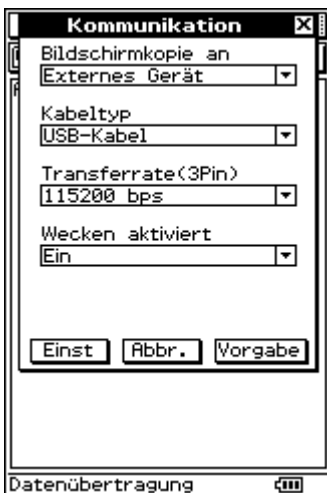 Kommunikation
Bildschirmkopie an
Externes Gerät
Kabeltyp
USB-Kabel
Transferrate(3Pin)
115200 bps
Wecken aktiviert
Ein
Einst Abbr. Vorgabe
Datenübertragung